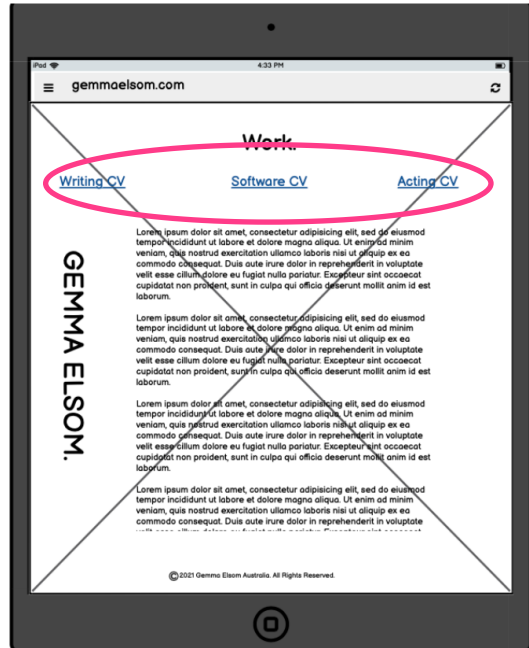 iPad 4:33 PM
gemmaelsom.com
Work.
Writing CV Software CV Acting CV
GEMMA ELSOM.
Lorem ipsum dolor sit amet, consectetur adipisicing elit, sed do eiusmod
tempor incididunt ut labore et dolore magna aliqua. Ut enim ad minim
veniam, quis nostrud exercitation ullamco laboris nisi ut aliquip ex ea
commodo consequat. Duis aute irure dolor in reprehenderit in voluptate
velit esse cillum dolore eu fugiat nulla pariatur. Excepteur sint occaecat
cupidatat non proident, sunt in culpa qui officia deserunt mollit anim id est
laborum.
Lorem ipsum dolor sit amet, consectetur adipisicing elit, sed do eiusmod
tempor incididunt ut labore et dolore magna aliqua. Ut enim ad minim
veniam, quis nostrud exercitation ullamco laboris nisi ut aliquip ex ea
commodo consequat. Duis aute irure dolor in reprehenderit in voluptate
velit esse cillum dolore eu fugiat nulla pariatur. Excepteur sint occaecat
cupidatat non proident, sunt in culpa qui officia deserunt mollit anim id est
laborum.
Lorem ipsum dolor sit amet, consectetur adipisicing elit, sed do eiusmod
tempor incididunt ut labore et dolore magna aliqua. Ut enim ad minim
veniam, quis nostrud exercitation ullamco laboris nisi ut aliquip ex ea
commodo consequat. Duis aute irure dolor in reprehenderit in voluptate
velit esse cillum dolore eu fugiat nulla pariatur. Excepteur sint occaecat
cupidatat non proident, sunt in culpa qui officia deserunt mollit anim id est
laborum.
Lorem ipsum dolor sit amet, consectetur adipisicing elit, sed do eiusmod
tempor incididunt ut labore et dolore magna aliqua. Ut enim ad minim
veniam, quis nostrud exercitation ullamco laboris nisi ut aliquip ex ea
commodo consequat. Duis aute irure dolor in reprehenderit in voluptate
©2021 Gemma Elsom Australia. All Rights Reserved.